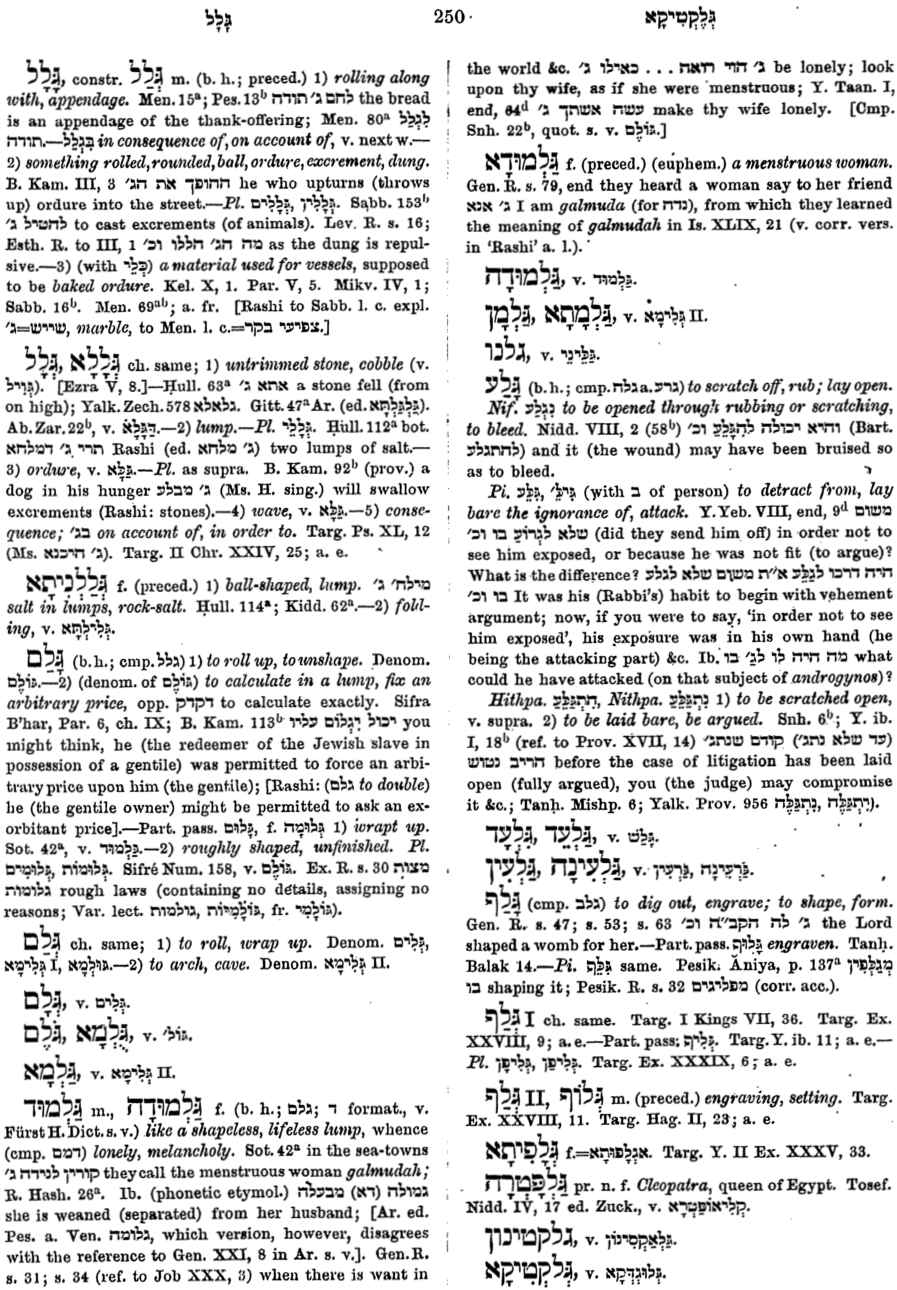 גָּלָל
250
גְּלֶקְטִיקָא
גָּלָל, constr. גְּלַל m. (b. h.; preced.) 1) rolling along
with, appendage. Men. 15ᵃ; Pes. 13ᵇ להם ג׳ תודה the bread
is an appendage of the thank-offering; Men. 80ᵃ לִגְלַל
תודה.—בִּגְלַל in consequence of, on account of, v. next w.—
2) something rolled, rounded, ball, ordure, excrement, dung.
B. Kam. III, 3 ההופך את הג׳ he who upturns (throws
up) ordure into the street.—Pl. גְּלָלִין, גְּלָלִים. Sabb. 153ᵇ
להטיל ג׳ to cast excrements (of animals). Lev. R. s. 16;
Esth. R. to III, 1 מה הג׳ הללו וכ׳ as the dung is repul-
sive.—3) (with כְּלֵי) a material used for vessels, supposed
to be baked ordure. Kel. X, 1. Par. V, 5. Mikv. IV, 1;
Sabb. 16ᵇ. Men. 69ᵃᵇ; a. fr. [Rashi to Sabb. l. c. expl.
ג׳=שייש, marble, to Men. l. c.=צפיעי בקר.]
גְּלָל, גְּלָלָא ch. same; 1) untrimmed stone, cobble (v.
גְּוִיל). [Ezra V, 8.]—Ḥull. 63ᵃ אתא ג׳ a stone fell (from
on high); Yalk. Zech. 578 גלאלא. Gitt. 47ᵃ Ar. (ed. גְּלַגַּלְתָּא).
Ab. Zar. 22ᵇ, v. דַּגָּלָא.—2) lump.—Pl. גְּלָלֵי. Ḥull. 112ᵃ bot.
תרי ג׳ דמלחא Rashi (ed. ג׳ מלחא) two lumps of salt.—
3) ordure, v. גַּלָּא.—Pl. as supra. B. Kam. 92ᵇ (prov.) a
dog in his hunger ג׳ מבלע (Ms. H. sing.) will swallow
excrements (Rashi: stones).—4) wave, v. גַּלָּא.—5) conse-
quence; בג׳ on account of, in order to. Targ. Ps. XL, 12
(Ms. ג׳ היכנא). Targ. II Chr. XXIV, 25; a. e.
גְּלָלְנִיתָא f. (preced.) 1) ball-shaped, lump. מילח׳ ג׳
salt in lumps, rock-salt. Ḥull. 114ᵃ; Kidd. 62ᵃ.—2) fold-
ing, v. גְּלִילְתָּא.
גָּלַם (b. h.; cmp. גלל) 1) to roll up, to unshape. Denom.
גּוֹלֶם.—2) (denom. of גּוֹלֶם) to calculate in a lump, fix an
arbitrary price, opp. דקדק to calculate exactly. Sifra
B'har, Par. 6, ch. IX; B. Kam. 113ᵇ יכול יִגְלוֹם עליו you
might think, he (the redeemer of the Jewish slave in
possession of a gentile) was permitted to force an arbi-
trary price upon him (the gentile); [Rashi: (גלם to double)
he (the gentile owner) might be permitted to ask an ex-
orbitant price].—Part. pass. גָּלוּם, f. גְּלוּמָה 1) wrapt up.
Sot. 42ᵃ, v. גַּלְמוּד.—2) roughly shaped, unfinished. Pl.
גְּלוּמִים, גְּלוּמוֹת. Sifré Num. 158, v. גּוֹלֶם. Ex. R. s. 30 מצות
גלומות rough laws (containing no details, assigning no
reasons; Var. lect. גולמות, גּוֹלְמִיּוֹת, fr. גּוֹלְמִי).
גְּלַם ch. same; 1) to roll, wrap up. Denom. גְּלִים,
גְּלִימָא I, גּוּלְמָא.—2) to arch, cave. Denom. גְּלִימָא II.
גְּלֵם, v. גְּלִים.
גֹּלֶם, גֻּלְמָא, v. גּוֹל׳.
גַּלְמָא, v. גְּלִימָא II.
גַּלְמוּד m., גַּלְמוּדָה f. (b. h.; גלם; ד format., v.
Fürst H. Dict. s. v.) like a shapeless, lifeless lump, whence
(cmp. דמם) lonely, melancholy. Sot. 42ᵃ in the sea-towns
קורין לנידה ג׳ they call the menstruous woman galmudah;
R. Hash. 26ᵃ. Ib. (phonetic etymol.) גמולה (דא) מבעלה
she is weaned (separated) from her husband; [Ar. ed.
Pes. a. Ven. גלומה, which version, however, disagrees
with the reference to Gen. XXI, 8 in Ar. s. v.]. Gen. R.
s. 31; s. 34 (ref. to Job XXX, 3) when there is want in
the world &c. ג׳ הוי רואה ... כאילו ג׳ be lonely; look
upon thy wife, as if she were menstruous; Y. Taan. I,
end, 64ᵈ עשה אשתך ג׳ make thy wife lonely. [Cmp.
Snh. 22ᵇ, quot. s. v. גּוֹלֶם.]
גַּלְמוּדָא f. (preced.) (euphem.) a menstruous woman.
Gen. R. s. 79, end they heard a woman say to her friend
אנא ג׳ I am galmuda (for נדה), from which they learned
the meaning of galmudah in Is. XLIX, 21 (v. corr. vers.
in 'Rashi' a. l.).
גַּלְמוּדָה, v. גַּלְמוּד.
גַּלְמָן, גַּלְמָתָא, v. גְּלִימָא II.
גלנו, v. גַּלֵּינֵי.
גָּלַע (b. h.; cmp. גלה a. גרע) to scratch off, rub; lay open.
Nif. נִגְלַע to be opened through rubbing or scratching,
to bleed. Nidd. VIII, 2 (58ᵇ) והיא יכולה לְהִגָּלַע וכ׳ (Bart.
להתגלע) and it (the wound) may have been bruised so
as to bleed.
Pi. גִּלֵּעַ, גִּילֵּ׳ (with ב of person) to detract from, lay
bare the ignorance of, attack. Y. Yeb. VIII, end, 9ᵈ משום
שלא לגְרוֹעַ בו וכ׳ (did they send him off) in order not to
see him exposed, or because he was not fit (to argue)?
What is the difference? היה דרכו לגַלֵּעַ א״ת משום שלא לגלע
בו וכ׳ It was his (Rabbi's) habit to begin with vehement
argument; now, if you were to say, 'in order not to see
him exposed', his exposure was in his own hand (he
being the attacking part) &c. Ib. מה היה לו לג׳ בו what
could he have attacked (on that subject of androgynos)?
Hithpa. הִתְגַּלֵּעַ, Nithpa. נִתְגַּלֵּעַ 1) to be scratched open,
v. supra. 2) to be laid bare, be argued. Snh. 6ᵇ; Y. ib.
I, 18ᵇ (ref. to Prov. XVII, 14) קודם שנתג׳ (עד שלא נתג׳)
הריב נטוש before the case of litigation has been laid
open (fully argued), you (the judge) may compromise
it &c.; Tanḥ. Mishp. 6; Yalk. Prov. 956 (יִתְגַּלֶּה, נִתְגַּלֶּה).
גַּלְעֵד, גַּלְעָד, v. גַּלַּשׁ.
גַּלְעִינָה, גַּלְעִין, v. גַּרְעִין, גַּרְעִינָה.
גָּלַף (cmp. גלב) to dig out, engrave; to shape, form.
Gen. R. s. 47; s. 53; s. 63 ג׳ לה הקב״ה וכ׳ the Lord
shaped a womb for her.—Part. pass. גָּלוּף engraven. Tanḥ.
Balak 14.—Pi. גִּלֵּף same. Pesik. Ăniya, p. 137ᵃ מְגַלְּפִין
בו shaping it; Pesik. R. s. 32 מפליגים (corr. acc.).
גְּלַף I ch. same. Targ. I Kings VII, 36. Targ. Ex.
XXVIII, 9; a. e.—Part. pass. גְּלִיף. Targ. Y. ib. 11; a. e.—
Pl. גְּלִיפִין, גְּלִיפָן. Targ. Ex. XXXIX, 6; a. e.
גְּלַף II, גְּלוֹף m. (preced.) engraving, setting. Targ.
Ex. XXVIII, 11. Targ. Hag. II, 23; a. e.
גְּלָפִיתָא f.=אַגְלָפוּתָא. Targ. Y. II Ex. XXXV, 33.
גַּלְפָּטְרָה pr. n. f. Cleopatra, queen of Egypt. Tosef.
Nidd. IV, 17 ed. Zuck., v. קְלֵיאוֹפַּטְרָא.
גלקטינון, v. גַּלַאקְסִינוֹן.
גְּלֶקְטִיקָא, v. גְּלוּגְדְּקָא.